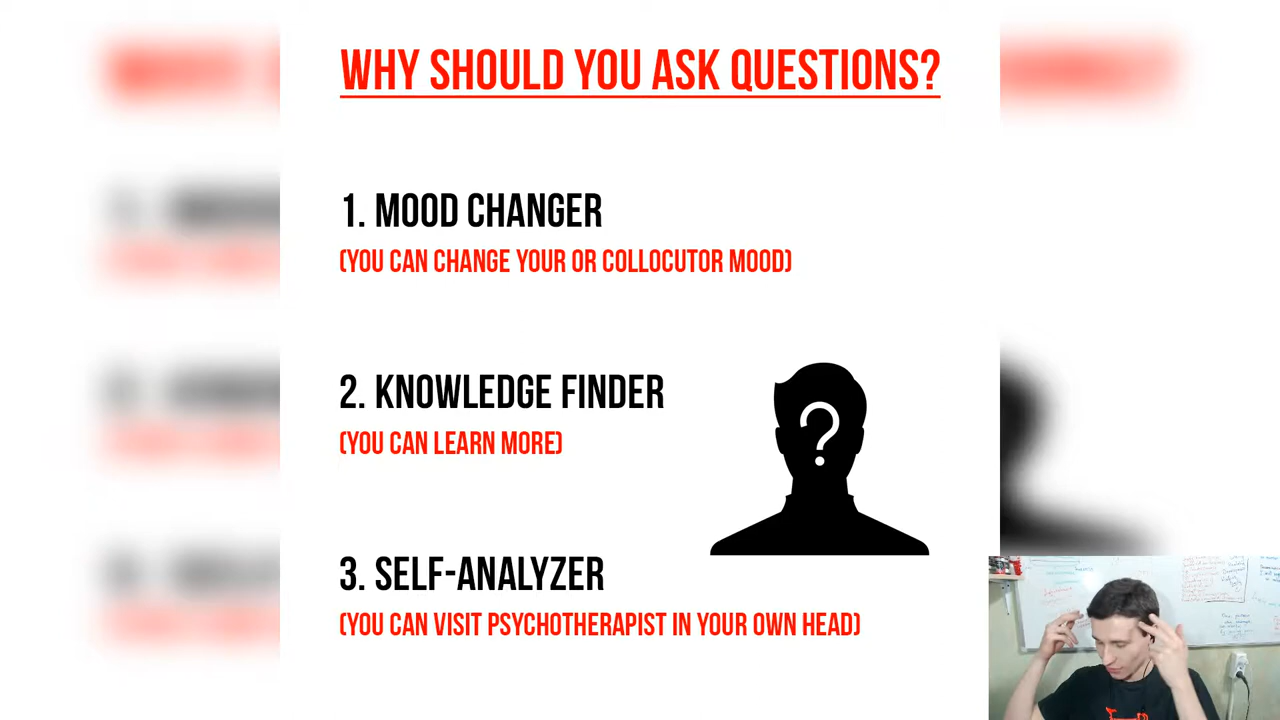 WHY SHOULD YOU ASK QUESTIONS?
1. MOOD CHANGER
(YOU CAN CHANGE YOUR OR COLLOCUTOR MOOD)
2. KNOWLEDGE FINDER
(YOU CAN LEARN MORE)
?
3. SELF-ANALYZER
(YOU CAN VISIT PSYCHOTHERAPIST IN YOUR OWN HEAD)